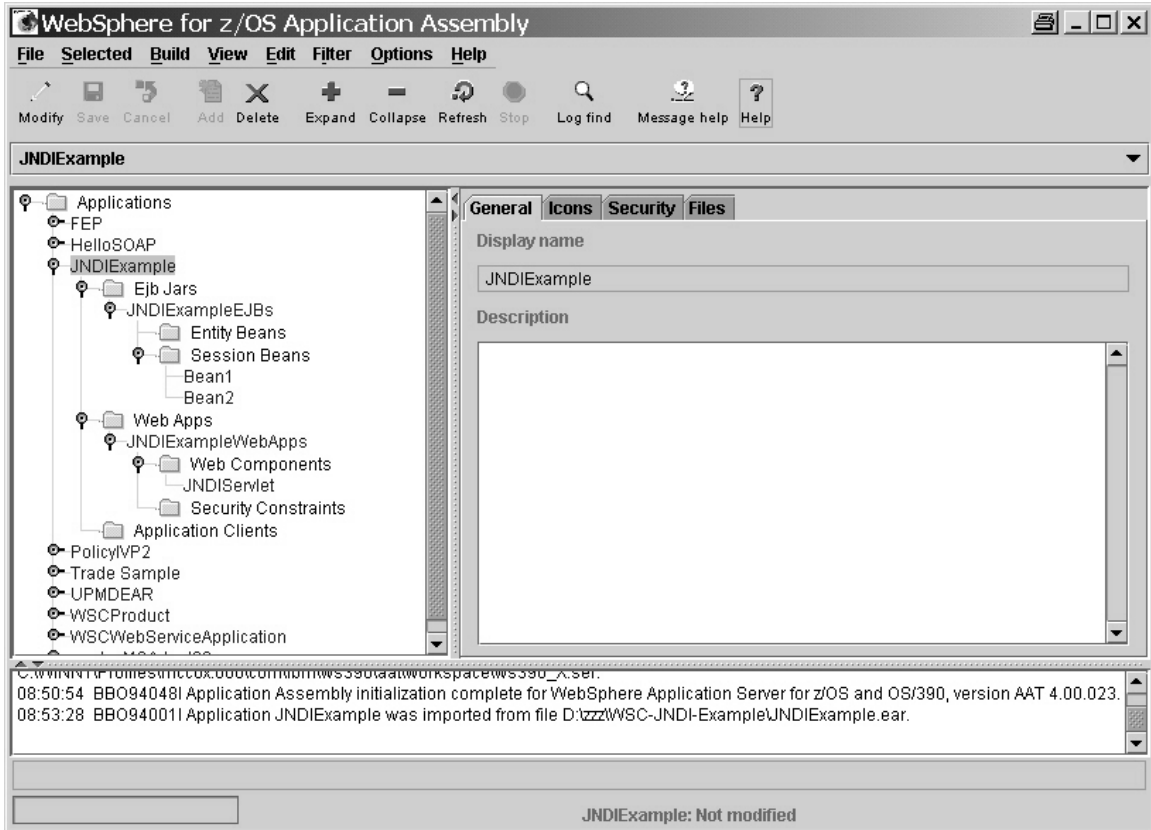 WebSphere for z/OS Application Assembly
File Selected Build View Edit Filter Options Help
Modify Save Cancel Add Delete Expand Collapse Refresh Stop Log find Message help Help
JNDIExample
Applications
FEP
HelloSOAP
JNDIExample
Ejb Jars
JNDIExampleEJBs
Entity Beans
Session Beans
Bean1
Bean2
Web Apps
JNDIExampleWebApps
Web Components
JNDIServlet
Security Constraints
Application Clients
PolicyIVP2
Trade Sample
UPMDEAR
WSCProduct
WSCWebServiceApplication
General Icons Security Files
Display name
JNDIExample
Description
08:50:54 BBO94048I Application Assembly initialization complete for WebSphere Application Server for z/OS and OS/390, version AAT 4.00.023.
08:53:28 BBO94001I Application JNDIExample was imported from file D:\zzz\WSC-JNDI-Example\JNDIExample.ear.
JNDIExample: Not modified